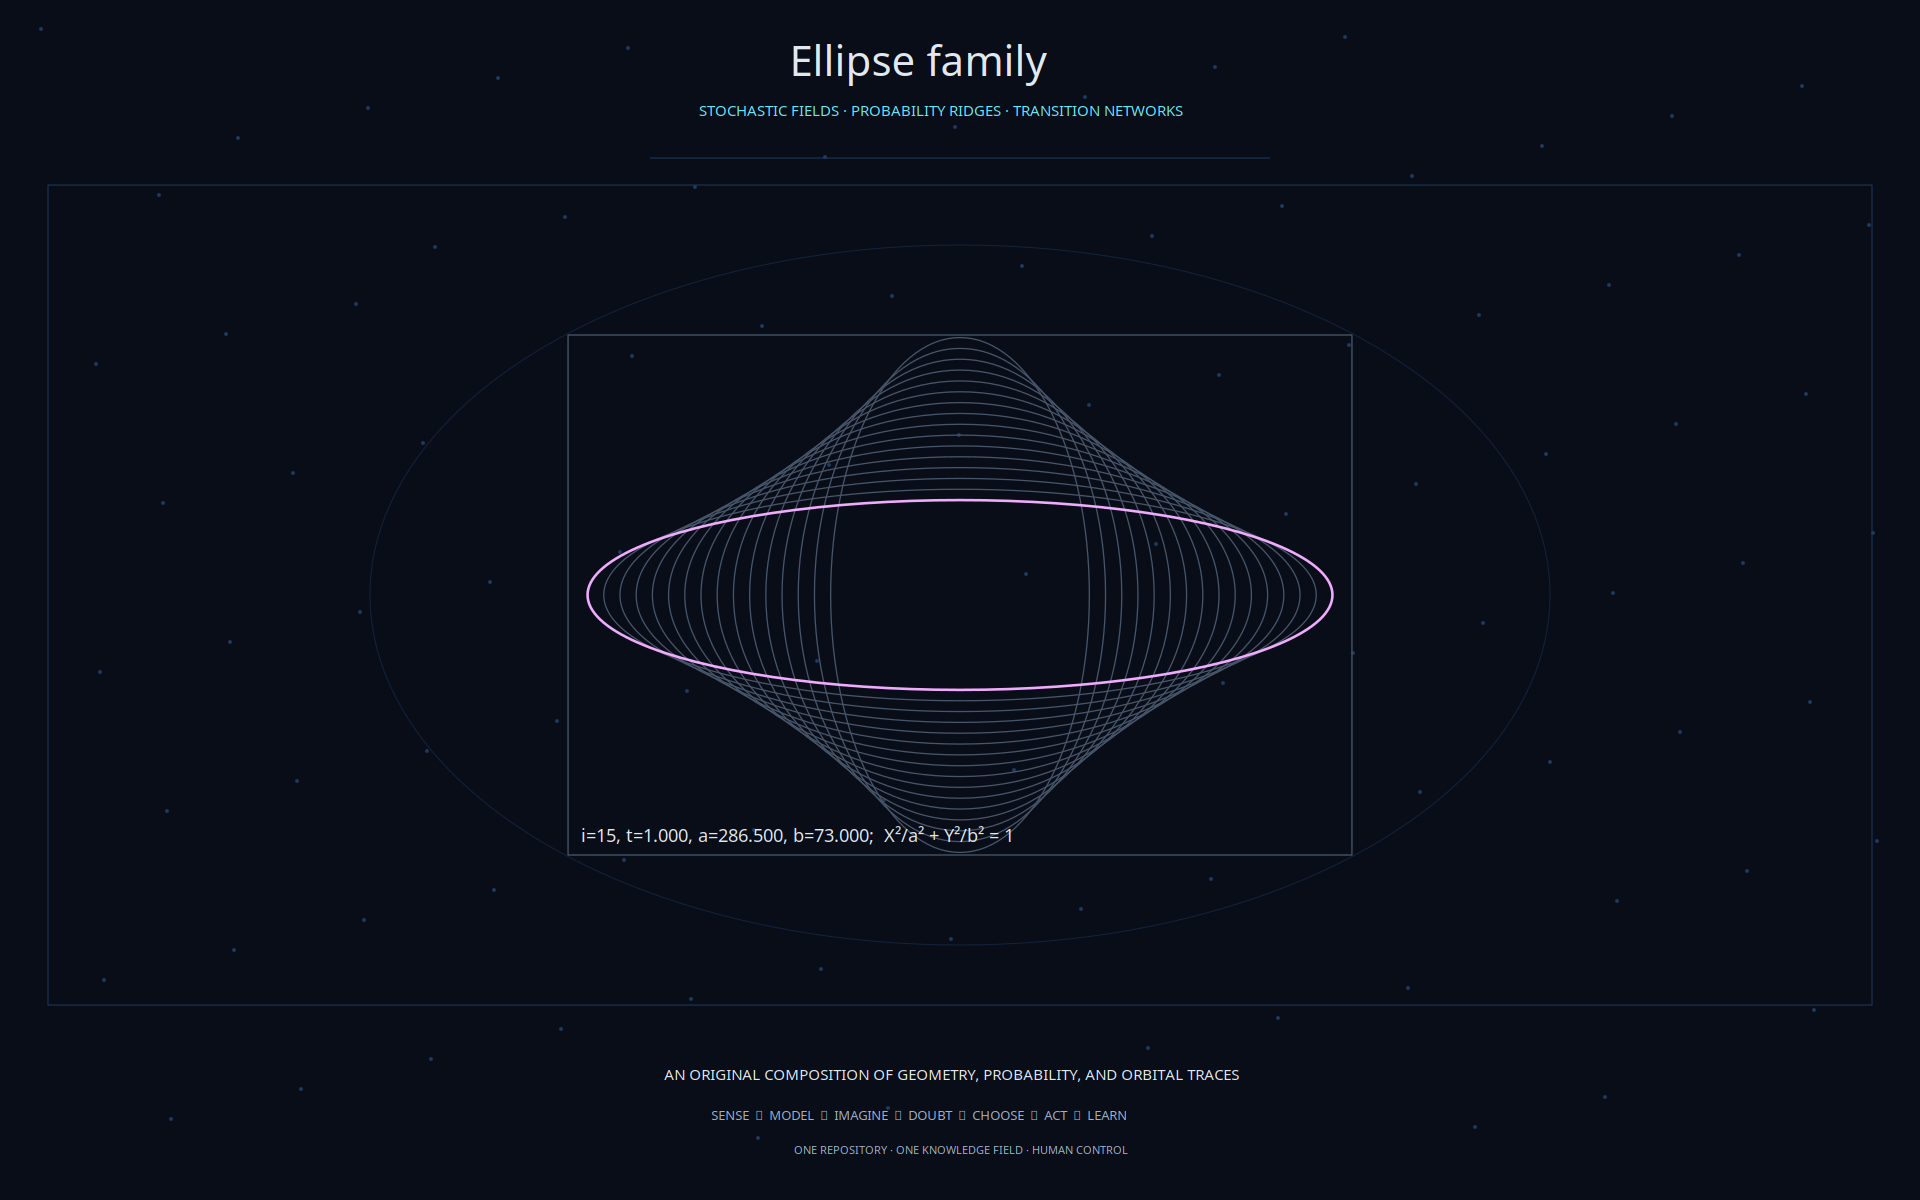 Ellipse family
STOCHASTIC FIELDS · PROBABILITY RIDGES · TRANSITION NETWORKS
i=15, t=1.000, a=286.500, b=73.000;  X²/a² + Y²/b² = 1
AN ORIGINAL COMPOSITION OF GEOMETRY, PROBABILITY, AND ORBITAL TRACES
SENSE ▯ MODEL ▯ IMAGINE ▯ DOUBT ▯ CHOOSE ▯ ACT ▯ LEARN
ONE REPOSITORY · ONE KNOWLEDGE FIELD · HUMAN CONTROL